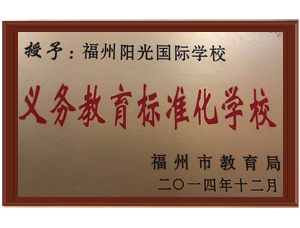 授予：福州阳光国际学校
义务教育标准化学校
福州市教育局
二〇一四年十二月